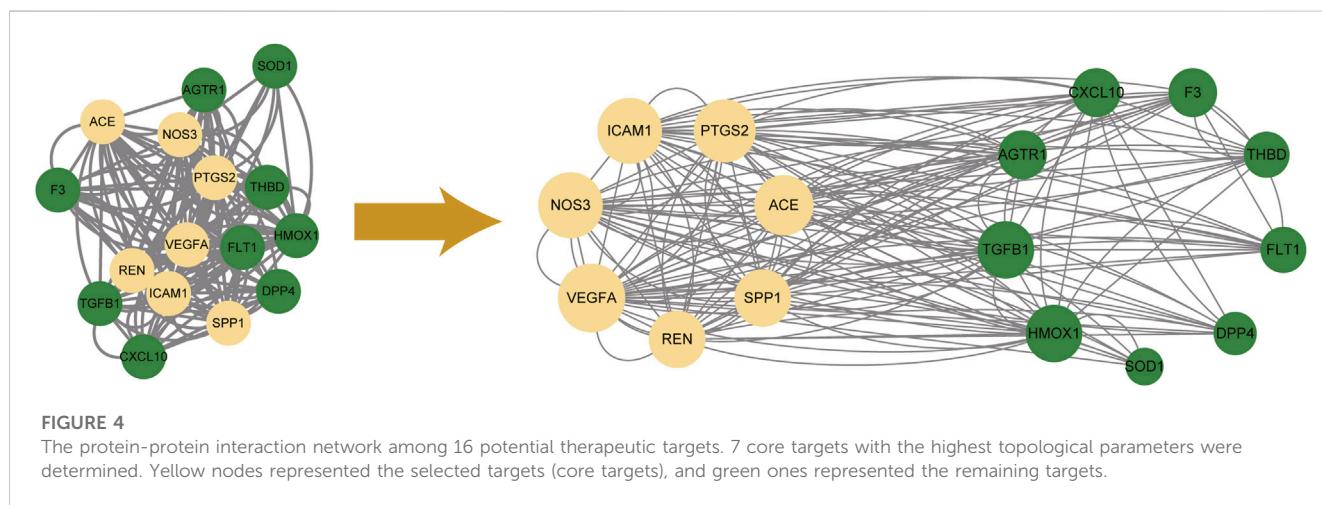 SOD1
AGTR1
ACE
NOS3
PTGS2
F3
THBD
HMOX1
VEGFA
FLT1
REN
ICAM1
DPP4
TGFB1
SPP1
CXCL10
CXCL10
F3
ICAM1
PTGS2
AGTR1
THBD
NOS3
ACE
TGFB1
FLT1
VEGFA
SPP1
REN
HMOX1
DPP4
SOD1
FIGURE 4
The protein-protein interaction network among 16 potential therapeutic targets. 7 core targets with the highest topological parameters were
determined. Yellow nodes represented the selected targets (core targets), and green ones represented the remaining targets.